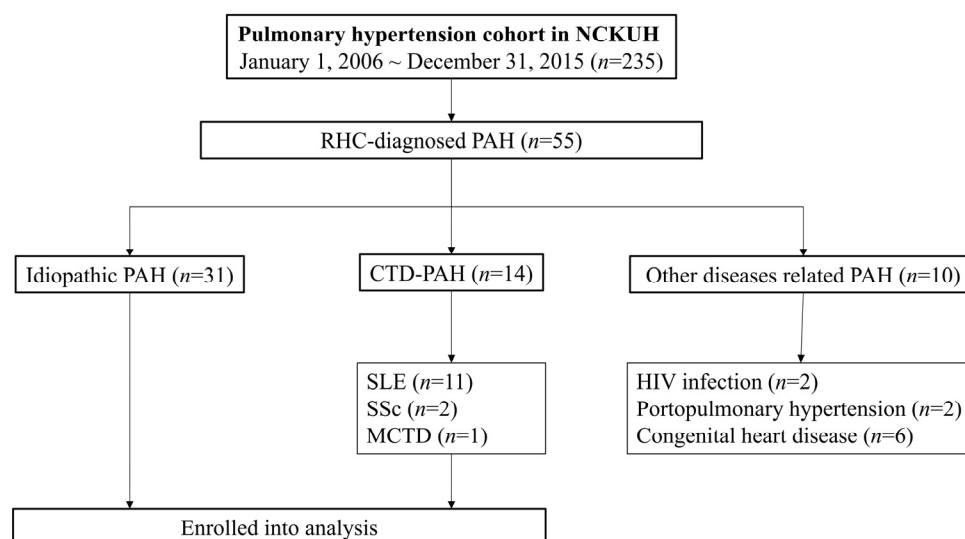 Pulmonary hypertension cohort in NCKUH
January 1, 2006 ~ December 31, 2015 (n=235)
RHC-diagnosed PAH (n=55)
Idiopathic PAH (n=31)
CTD-PAH (n=14)
Other diseases related PAH (n=10)
SLE (n=11)
SSc (n=2)
MCTD (n=1)
HIV infection (n=2)
Portopulmonary hypertension (n=2)
Congenital heart disease (n=6)
Enrolled into analysis